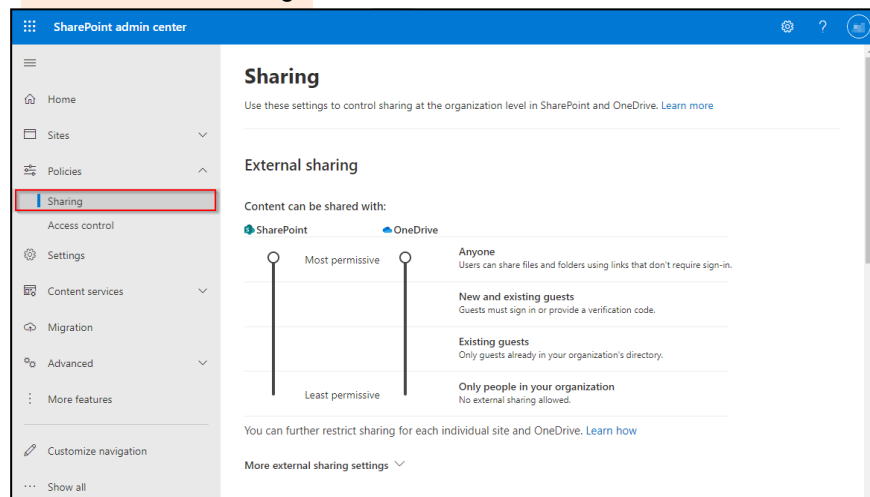 SharePoint admin center
?
Home
Sites
Policies
Sharing
Access control
Settings
Content services
Migration
Advanced
More features
Customize navigation
Show all
Sharing
Use these settings to control sharing at the organization level in SharePoint and OneDrive. Learn more
External sharing
Content can be shared with:
SharePoint OneDrive
Most permissive
Anyone
Users can share files and folders using links that don't require sign-in.
New and existing guests
Guests must sign in or provide a verification code.
Existing guests
Only guests already in your organization's directory.
Least permissive
Only people in your organization
No external sharing allowed.
You can further restrict sharing for each individual site and OneDrive. Learn how
More external sharing settings